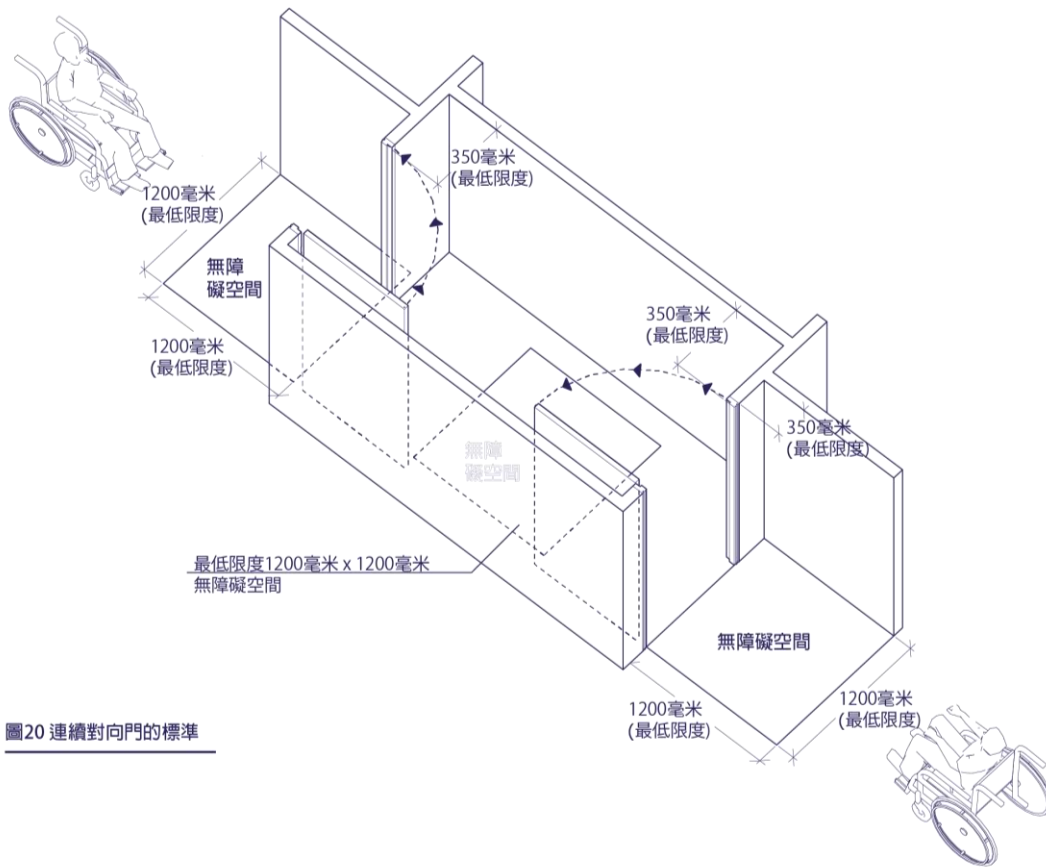 350毫米
(最低限度)
1200毫米
(最低限度)
無障
礙空間
350毫米
(最低限度)
1200毫米
(最低限度)
350毫米
(最低限度)
無障
礙空間
最低限度1200毫米 x 1200毫米
無障礙空間
無障礙空間
1200毫米
(最低限度)
1200毫米
(最低限度)
圖20 連續對向門的標準